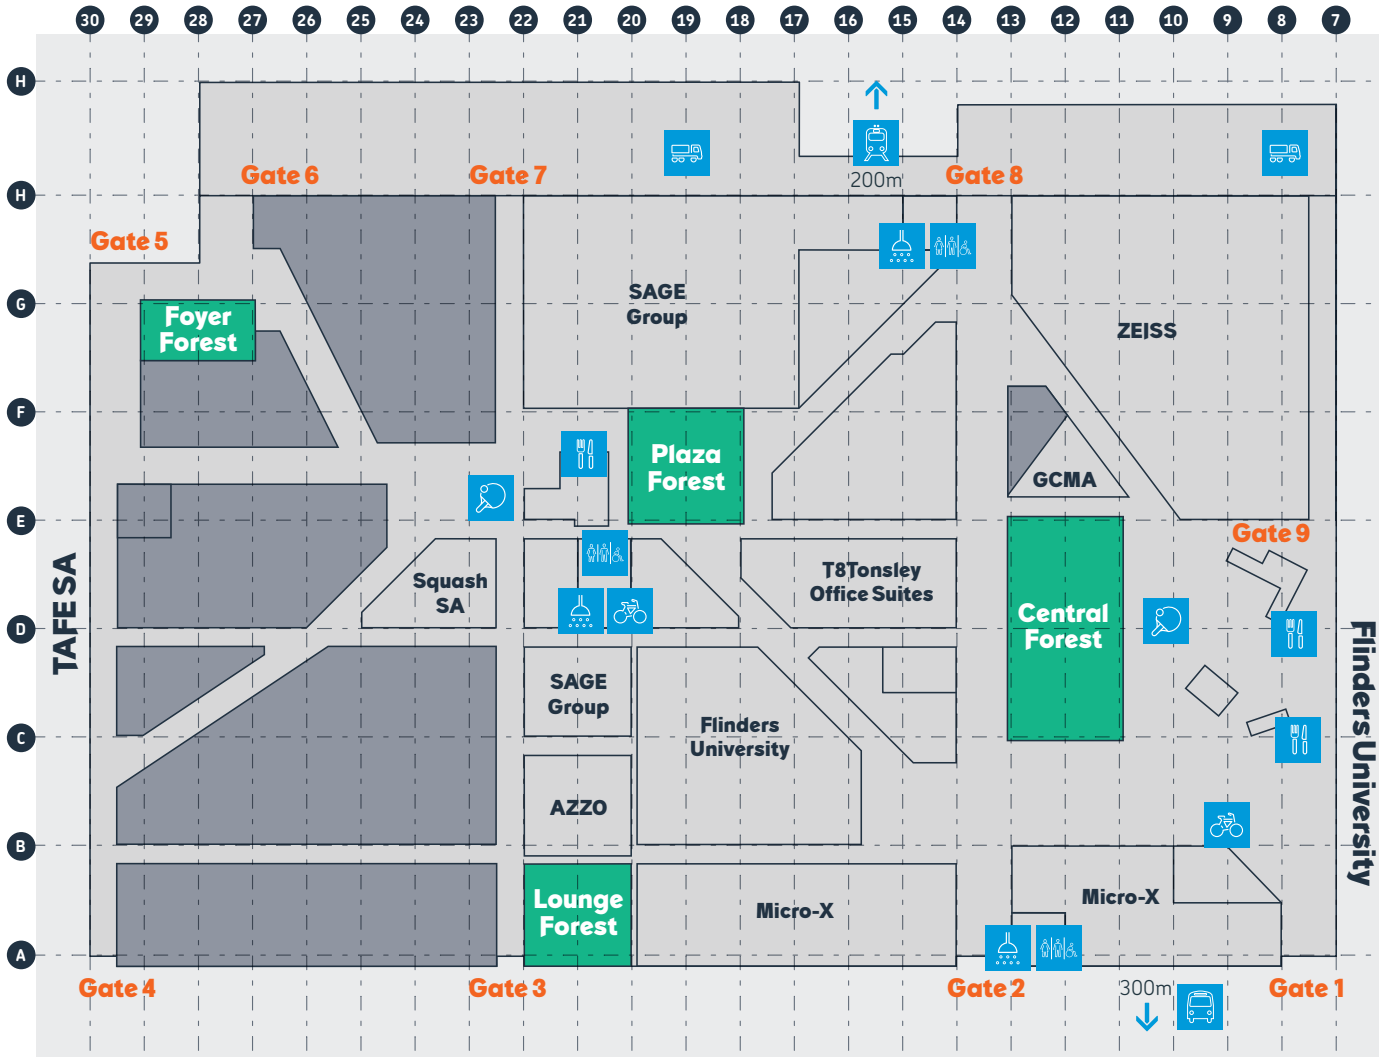 30 29 28 27 26 25 24 23 22 21 20 19 18 17 16 15 14 13 12 11 10 9 8 7
H
200m
H
Gate 6
Gate 7
Gate 8
Gate 5
G
Foyer
Forest
SAGE
Group
ZEISS
F
Plaza
Forest
GCMA
E
Gate 9
TAFE SA
Squash
SA
T8Tonsley
Office Suites
D
Central
Forest
Flinders University
SAGE
Group
C
Flinders
University
AZZO
B
Lounge
Forest
Micro-X
Micro-X
A
Gate 4
Gate 3
Gate 2
300m
Gate 1